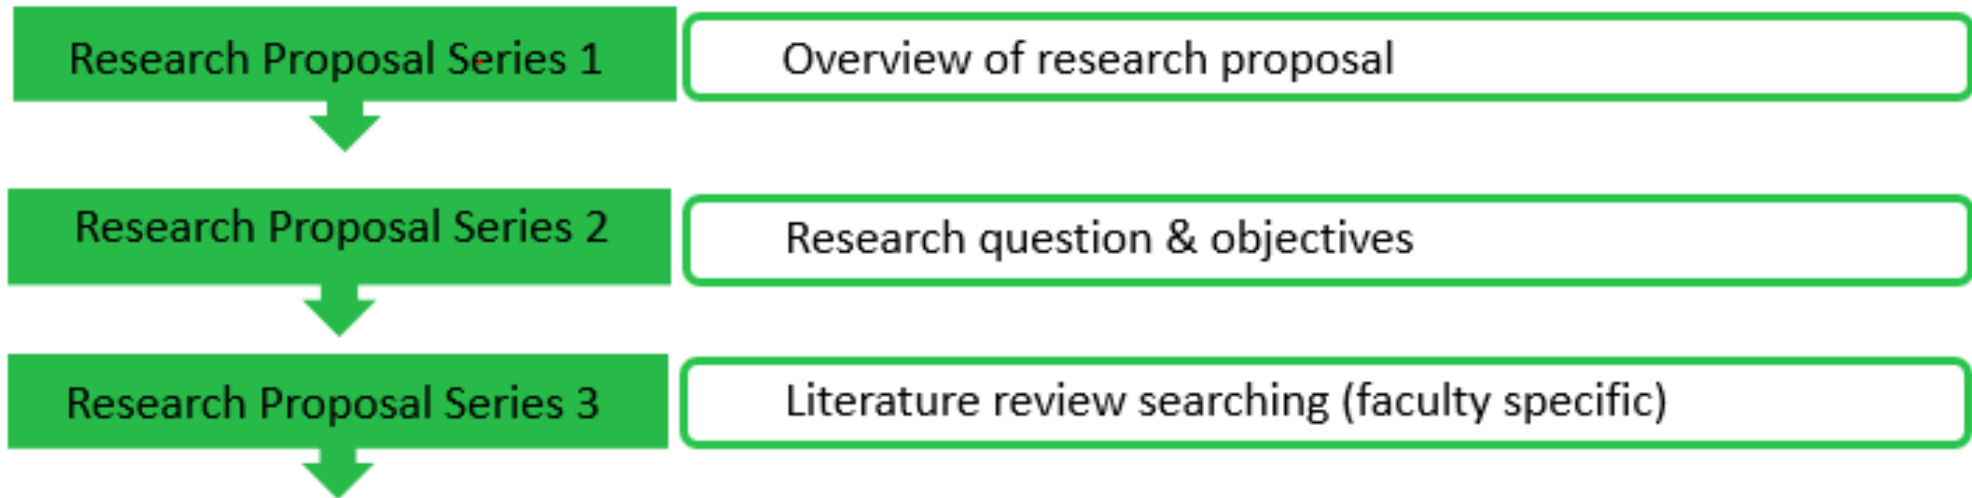 Research Proposal Series 1
Overview of research proposal
Research Proposal Series 2
Research question & objectives
Research Proposal Series 3
Literature review searching (faculty specific)